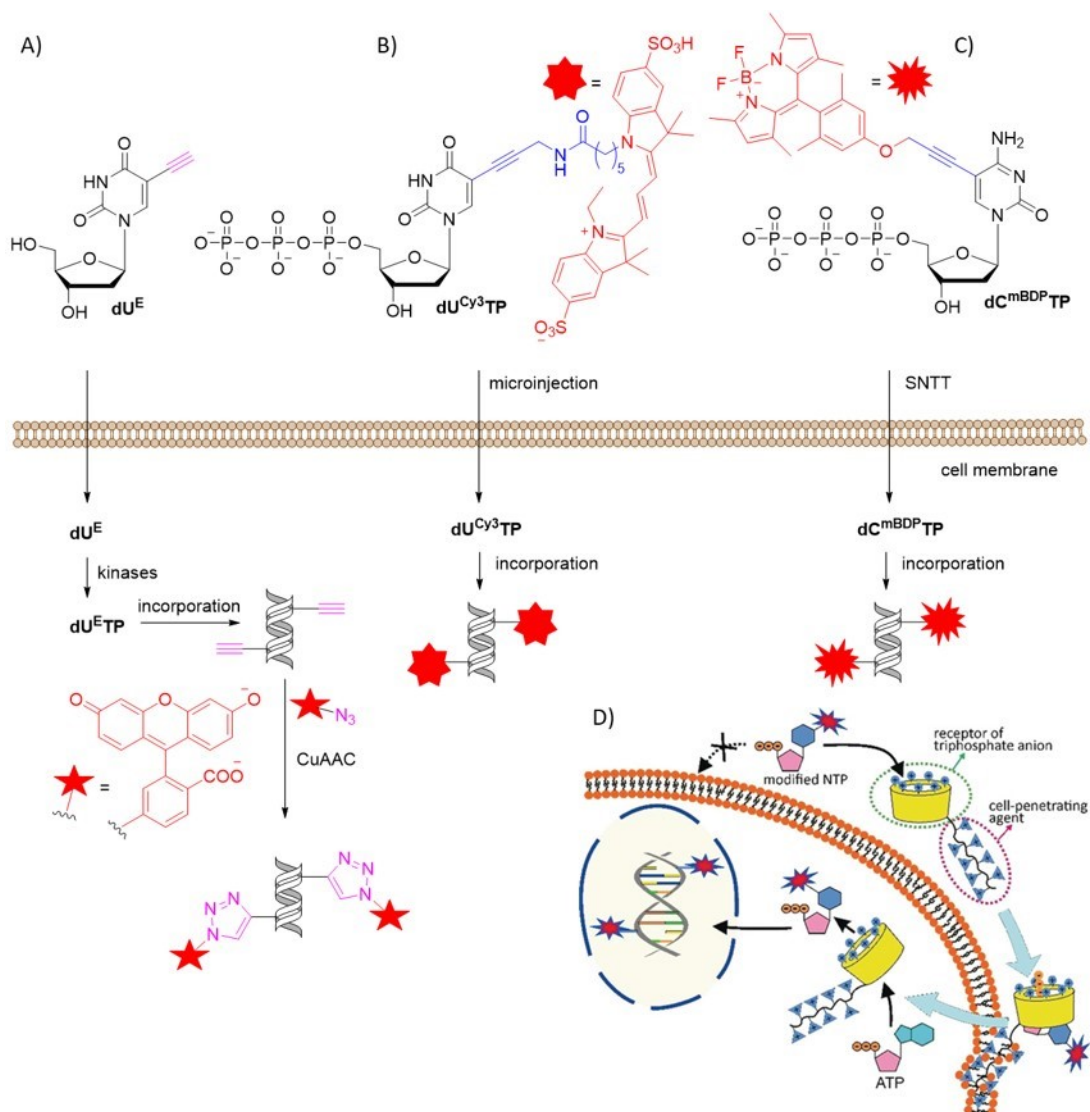 A)
B)
C)
SO₃H
F
F
B
−
N
N
+
=
=
O
N
H
N
5
O
NH₂
N
N
O
O
HN
O
N
HO
O
OH
dUᴱ
O
HN
O
N
O O O
⁻O P O P O P O
O⁻ O⁻ O⁻
O
OH
dUᶜʸ³TP
N
+
O₃S
−
O O O
⁻O P O P O P O
O⁻ O⁻ O⁻
O
OH
dCᵐᴮᴰᴾTP
microinjection
SNTT
cell membrane
dUᴱ
dUᶜʸ³TP
dCᵐᴮᴰᴾTP
kinases
incorporation
incorporation
dUᴱTP
incorporation
N₃
CuAAC
O
O
O⁻
COO⁻
=
N
N
N
N
N
N
D)
receptor of
triphosphate anion
modified NTP
cell-penetrating
agent
ATP